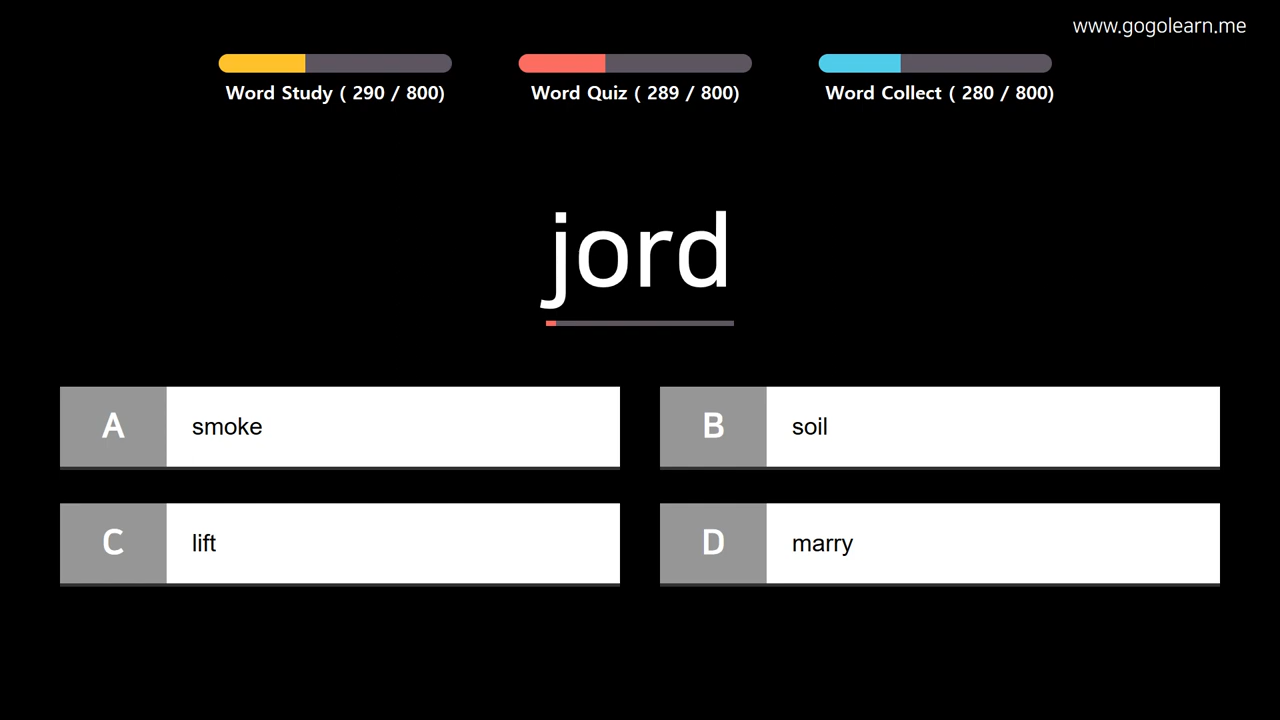 www.gogolearn.me
Word Study ( 290 / 800)
Word Quiz ( 289 / 800)
Word Collect ( 280 / 800)
jord
A smoke
B soil
C lift
D marry